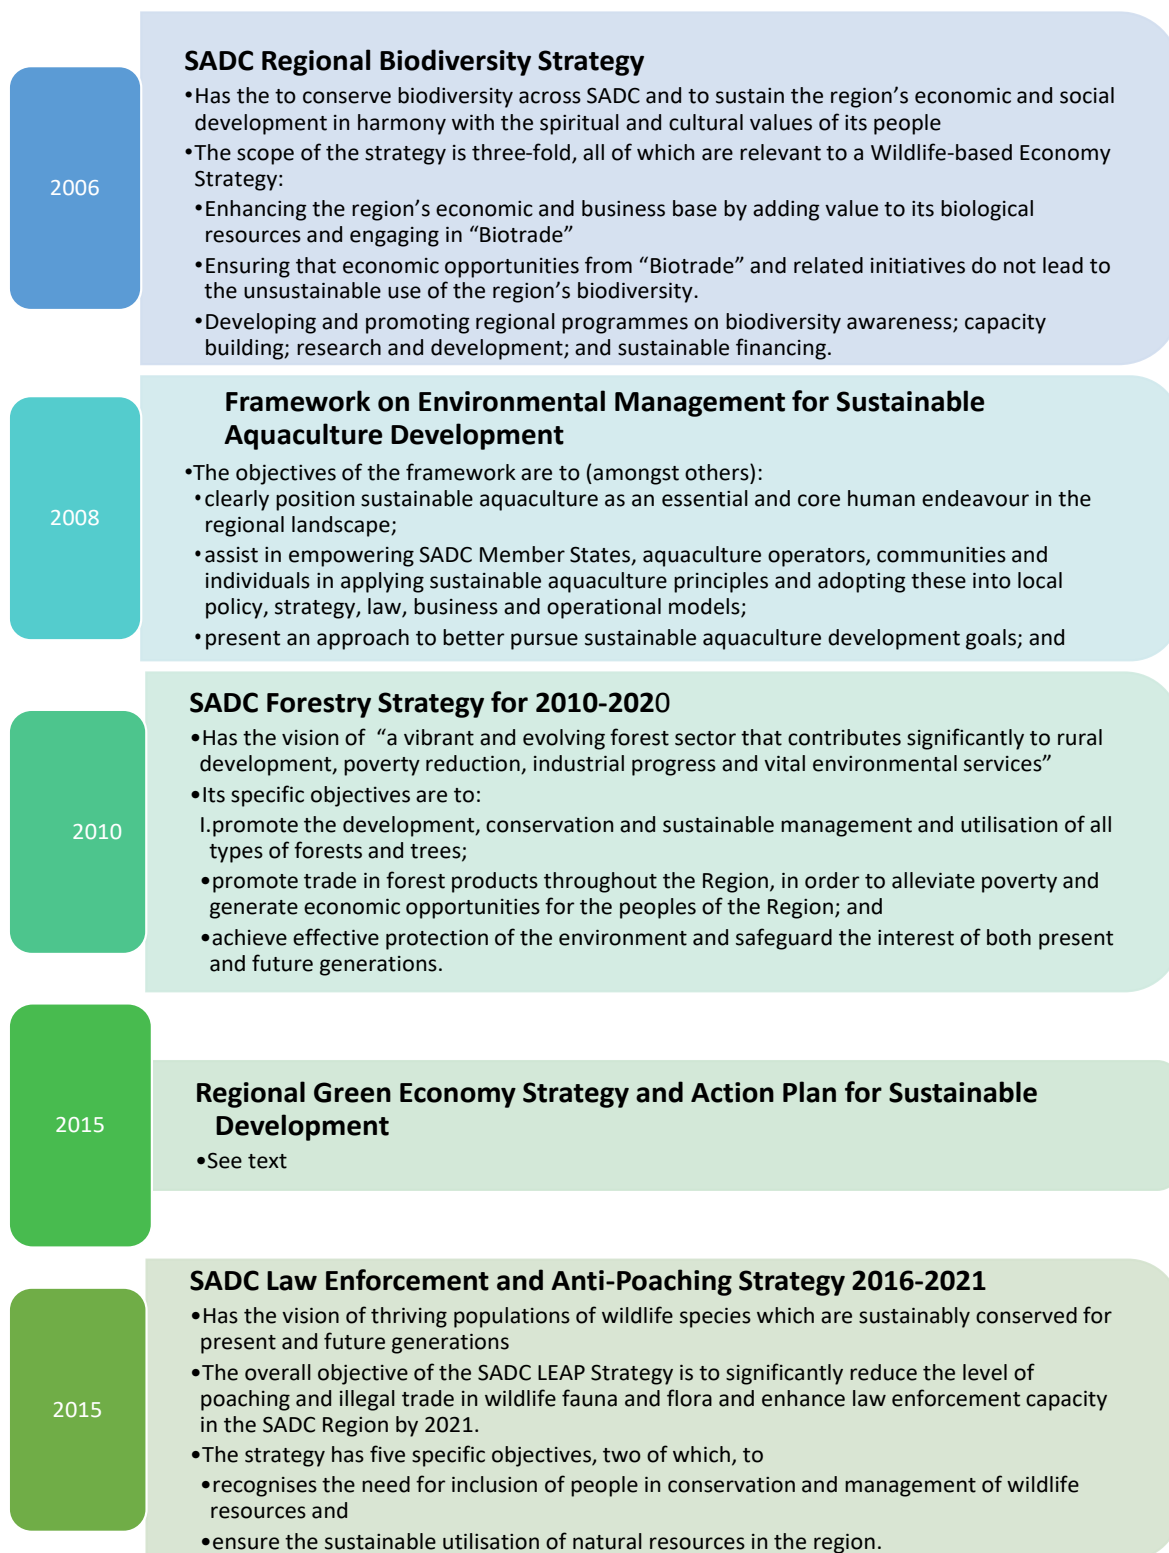 SADC Regional Biodiversity Strategy
•Has the to conserve biodiversity across SADC and to sustain the region’s economic and social
development in harmony with the spiritual and cultural values of its people
•The scope of the strategy is three-fold, all of which are relevant to a Wildlife-based Economy
Strategy:
•Enhancing the region’s economic and business base by adding value to its biological
resources and engaging in “Biotrade”
•Ensuring that economic opportunities from “Biotrade” and related initiatives do not lead to
the unsustainable use of the region’s biodiversity.
•Developing and promoting regional programmes on biodiversity awareness; capacity
building; research and development; and sustainable financing.
2006
Framework on Environmental Management for Sustainable
Aquaculture Development
•The objectives of the framework are to (amongst others):
•clearly position sustainable aquaculture as an essential and core human endeavour in the
regional landscape;
•assist in empowering SADC Member States, aquaculture operators, communities and
individuals in applying sustainable aquaculture principles and adopting these into local
policy, strategy, law, business and operational models;
•present an approach to better pursue sustainable aquaculture development goals; and
2008
SADC Forestry Strategy for 2010-2020
•Has the vision of “a vibrant and evolving forest sector that contributes significantly to rural
development, poverty reduction, industrial progress and vital environmental services”
•Its specific objectives are to:
I.promote the development, conservation and sustainable management and utilisation of all
types of forests and trees;
•promote trade in forest products throughout the Region, in order to alleviate poverty and
generate economic opportunities for the peoples of the Region; and
•achieve effective protection of the environment and safeguard the interest of both present
and future generations.
2010
Regional Green Economy Strategy and Action Plan for Sustainable
Development
•See text
2015
SADC Law Enforcement and Anti-Poaching Strategy 2016-2021
•Has the vision of thriving populations of wildlife species which are sustainably conserved for
present and future generations
•The overall objective of the SADC LEAP Strategy is to significantly reduce the level of
poaching and illegal trade in wildlife fauna and flora and enhance law enforcement capacity
in the SADC Region by 2021.
•The strategy has five specific objectives, two of which, to
•recognises the need for inclusion of people in conservation and management of wildlife
resources and
•ensure the sustainable utilisation of natural resources in the region.
2015